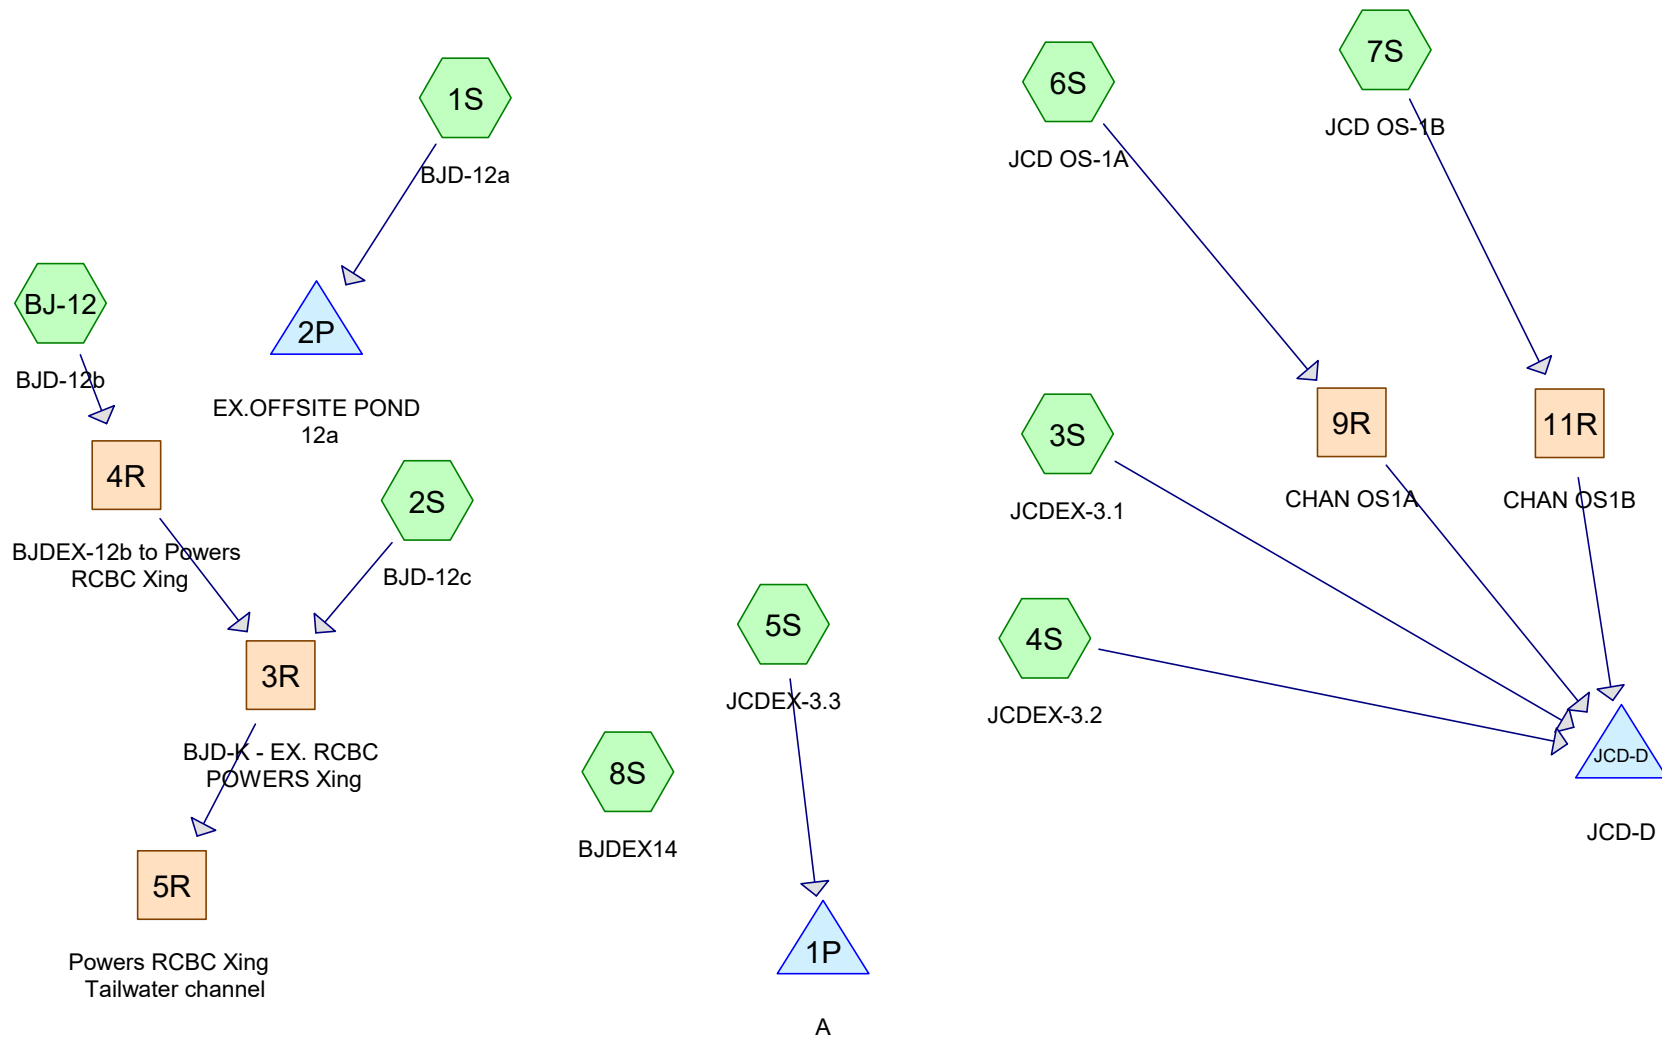 1S
BJD-12a
6S
JCD OS-1A
7S
JCD OS-1B
BJ-12
BJD-12b
2P
EX.OFFSITE POND
12a
4R
BJDEX-12b to Powers
RCBC Xing
2S
BJD-12c
3S
JCDEX-3.1
9R
CHAN OS1A
11R
CHAN OS1B
3R
BJD-K - EX. RCBC
POWERS Xing
5S
JCDEX-3.3
4S
JCDEX-3.2
8S
BJDEX14
JCD-D
JCD-D
5R
Powers RCBC Xing
Tailwater channel
1P
A